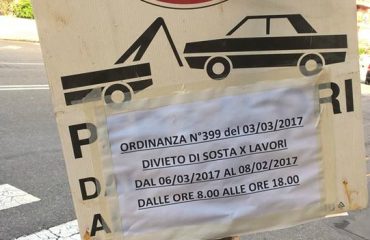 P RI
ORDINANZA N°399 del 03/03/2017
DIVIETO DI SOSTA X LAVORI
DAL 06/03/2017 AL 08/02/2017
DALLE ORE 8.00 ALLE ORE 18.00
D
A